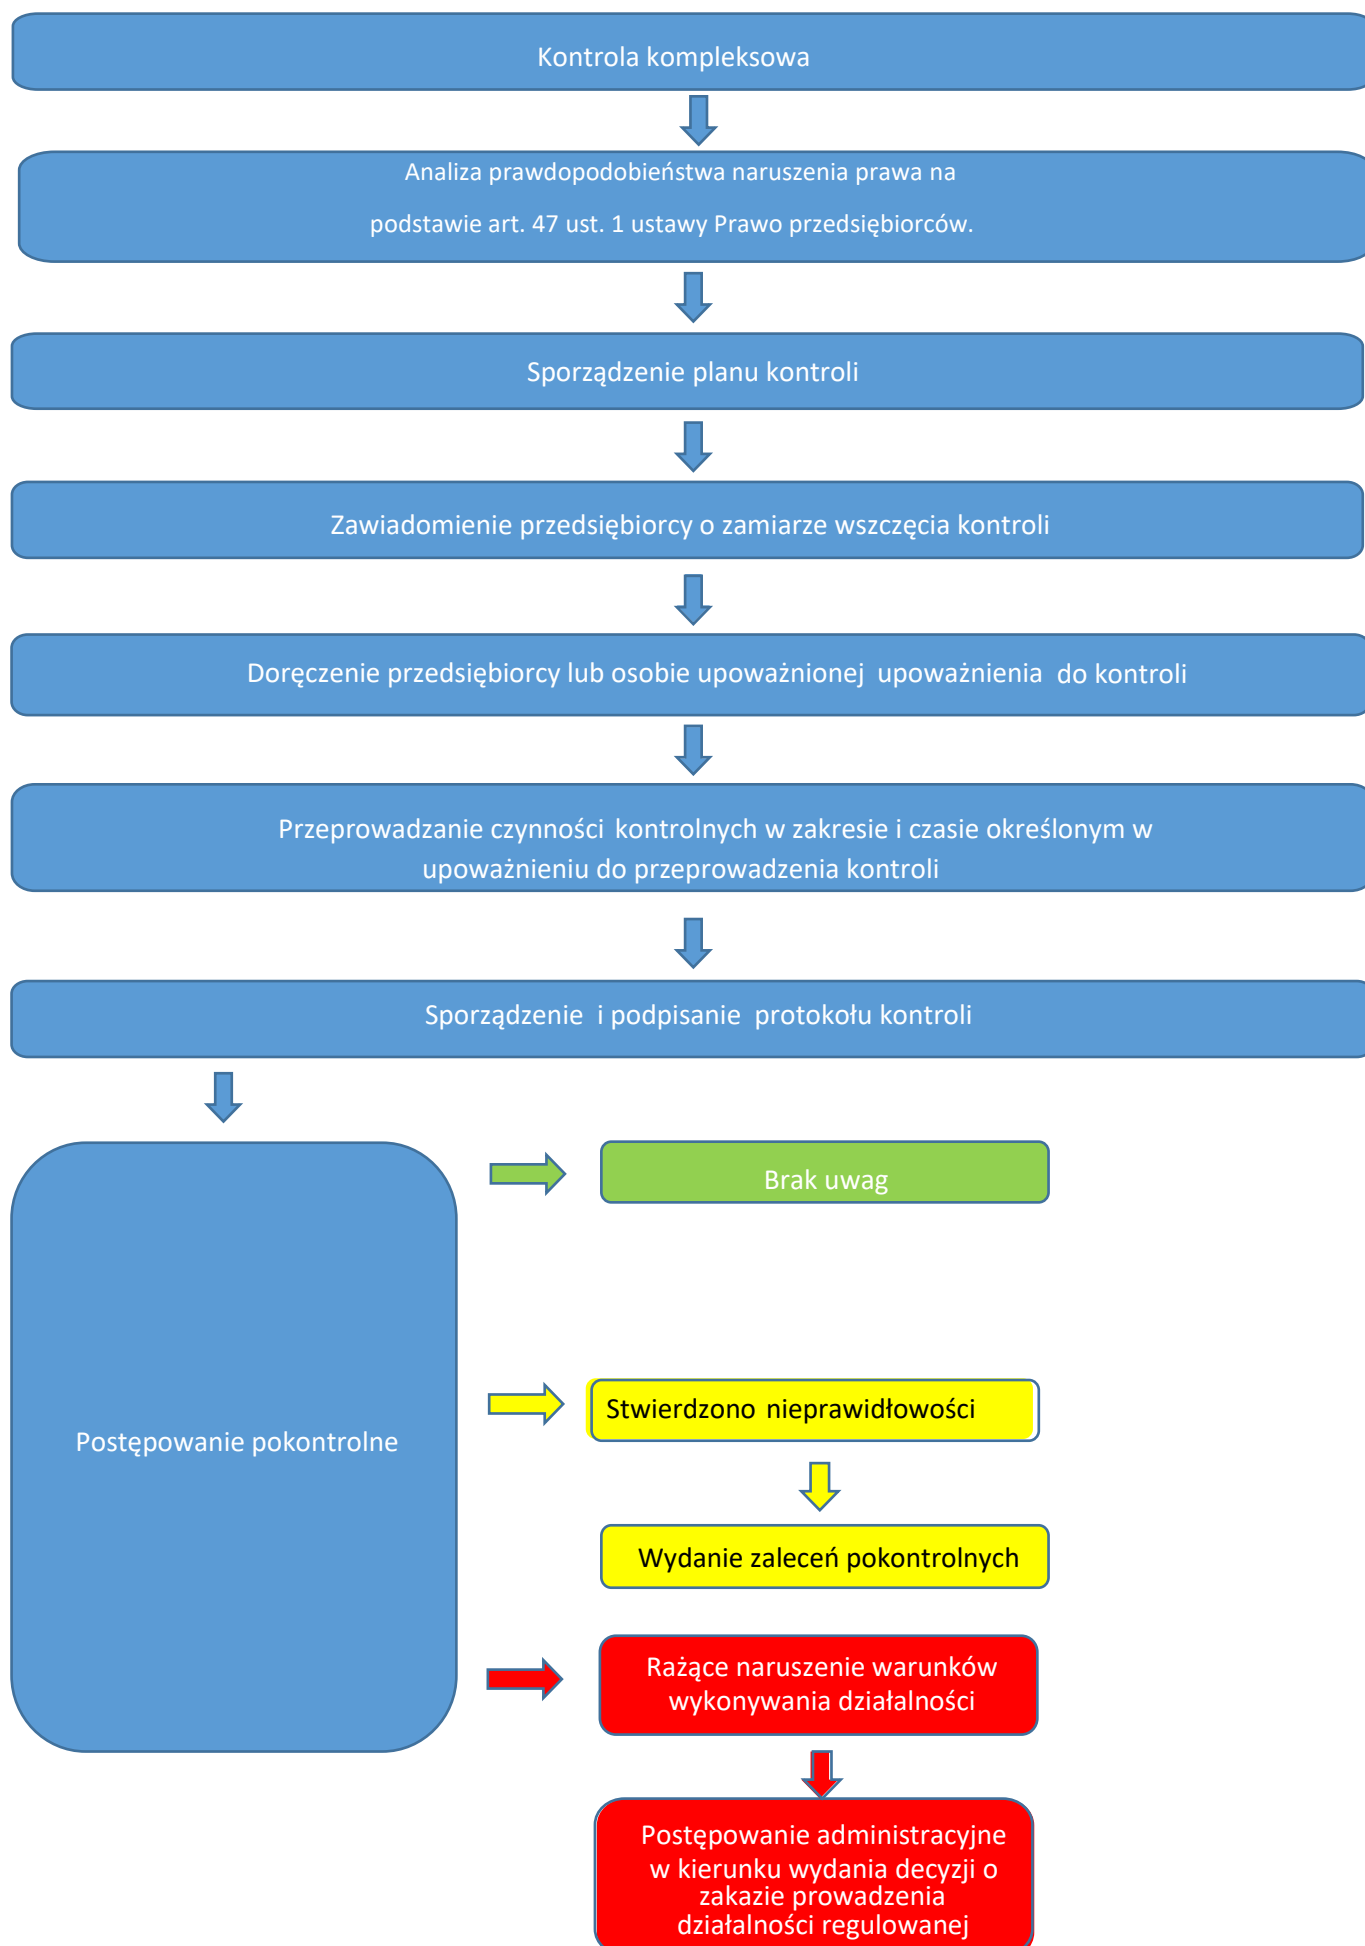 Kontrola kompleksowa
Analiza prawdopodobieństwa naruszenia prawa na
podstawie art. 47 ust. 1 ustawy Prawo przedsiębiorców.
Sporządzenie planu kontroli
Zawiadomienie przedsiębiorcy o zamiarze wszczęcia kontroli
Doręczenie przedsiębiorcy lub osobie upoważnionej upoważnienia do kontroli
Przeprowadzanie czynności kontrolnych w zakresie i czasie określonym w
upoważnieniu do przeprowadzenia kontroli
Sporządzenie i podpisanie protokołu kontroli
Postępowanie pokontrolne
Brak uwag
Stwierdzono nieprawidłowości
Wydanie zaleceń pokontrolnych
Rażące naruszenie warunków
wykonywania działalności
Postępowanie administracyjne
w kierunku wydania decyzji o
zakazie prowadzenia
działalności regulowanej